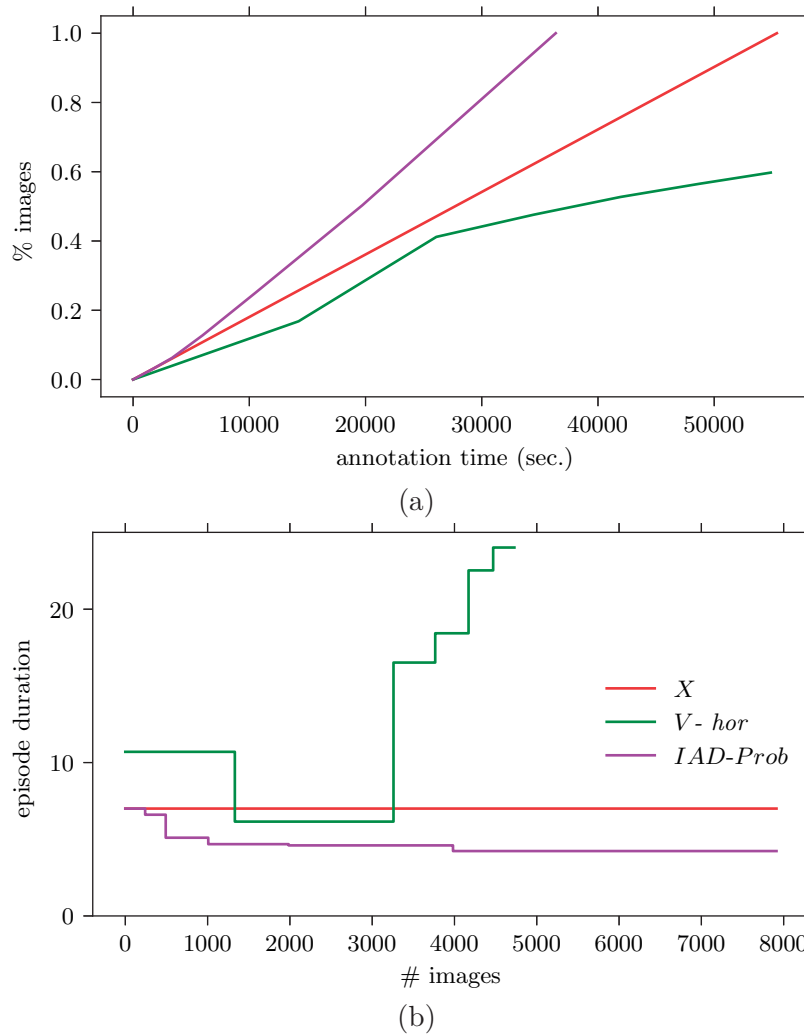 1.0
0.8
0.6
0.4
0.2
0.0
% images
0 10000 20000 30000 40000 50000
annotation time (sec.)
(a)
20
10
0
episode duration
X
V - hor
IAD-Prob
0 1000 2000 3000 4000 5000 6000 7000 8000
# images
(b)